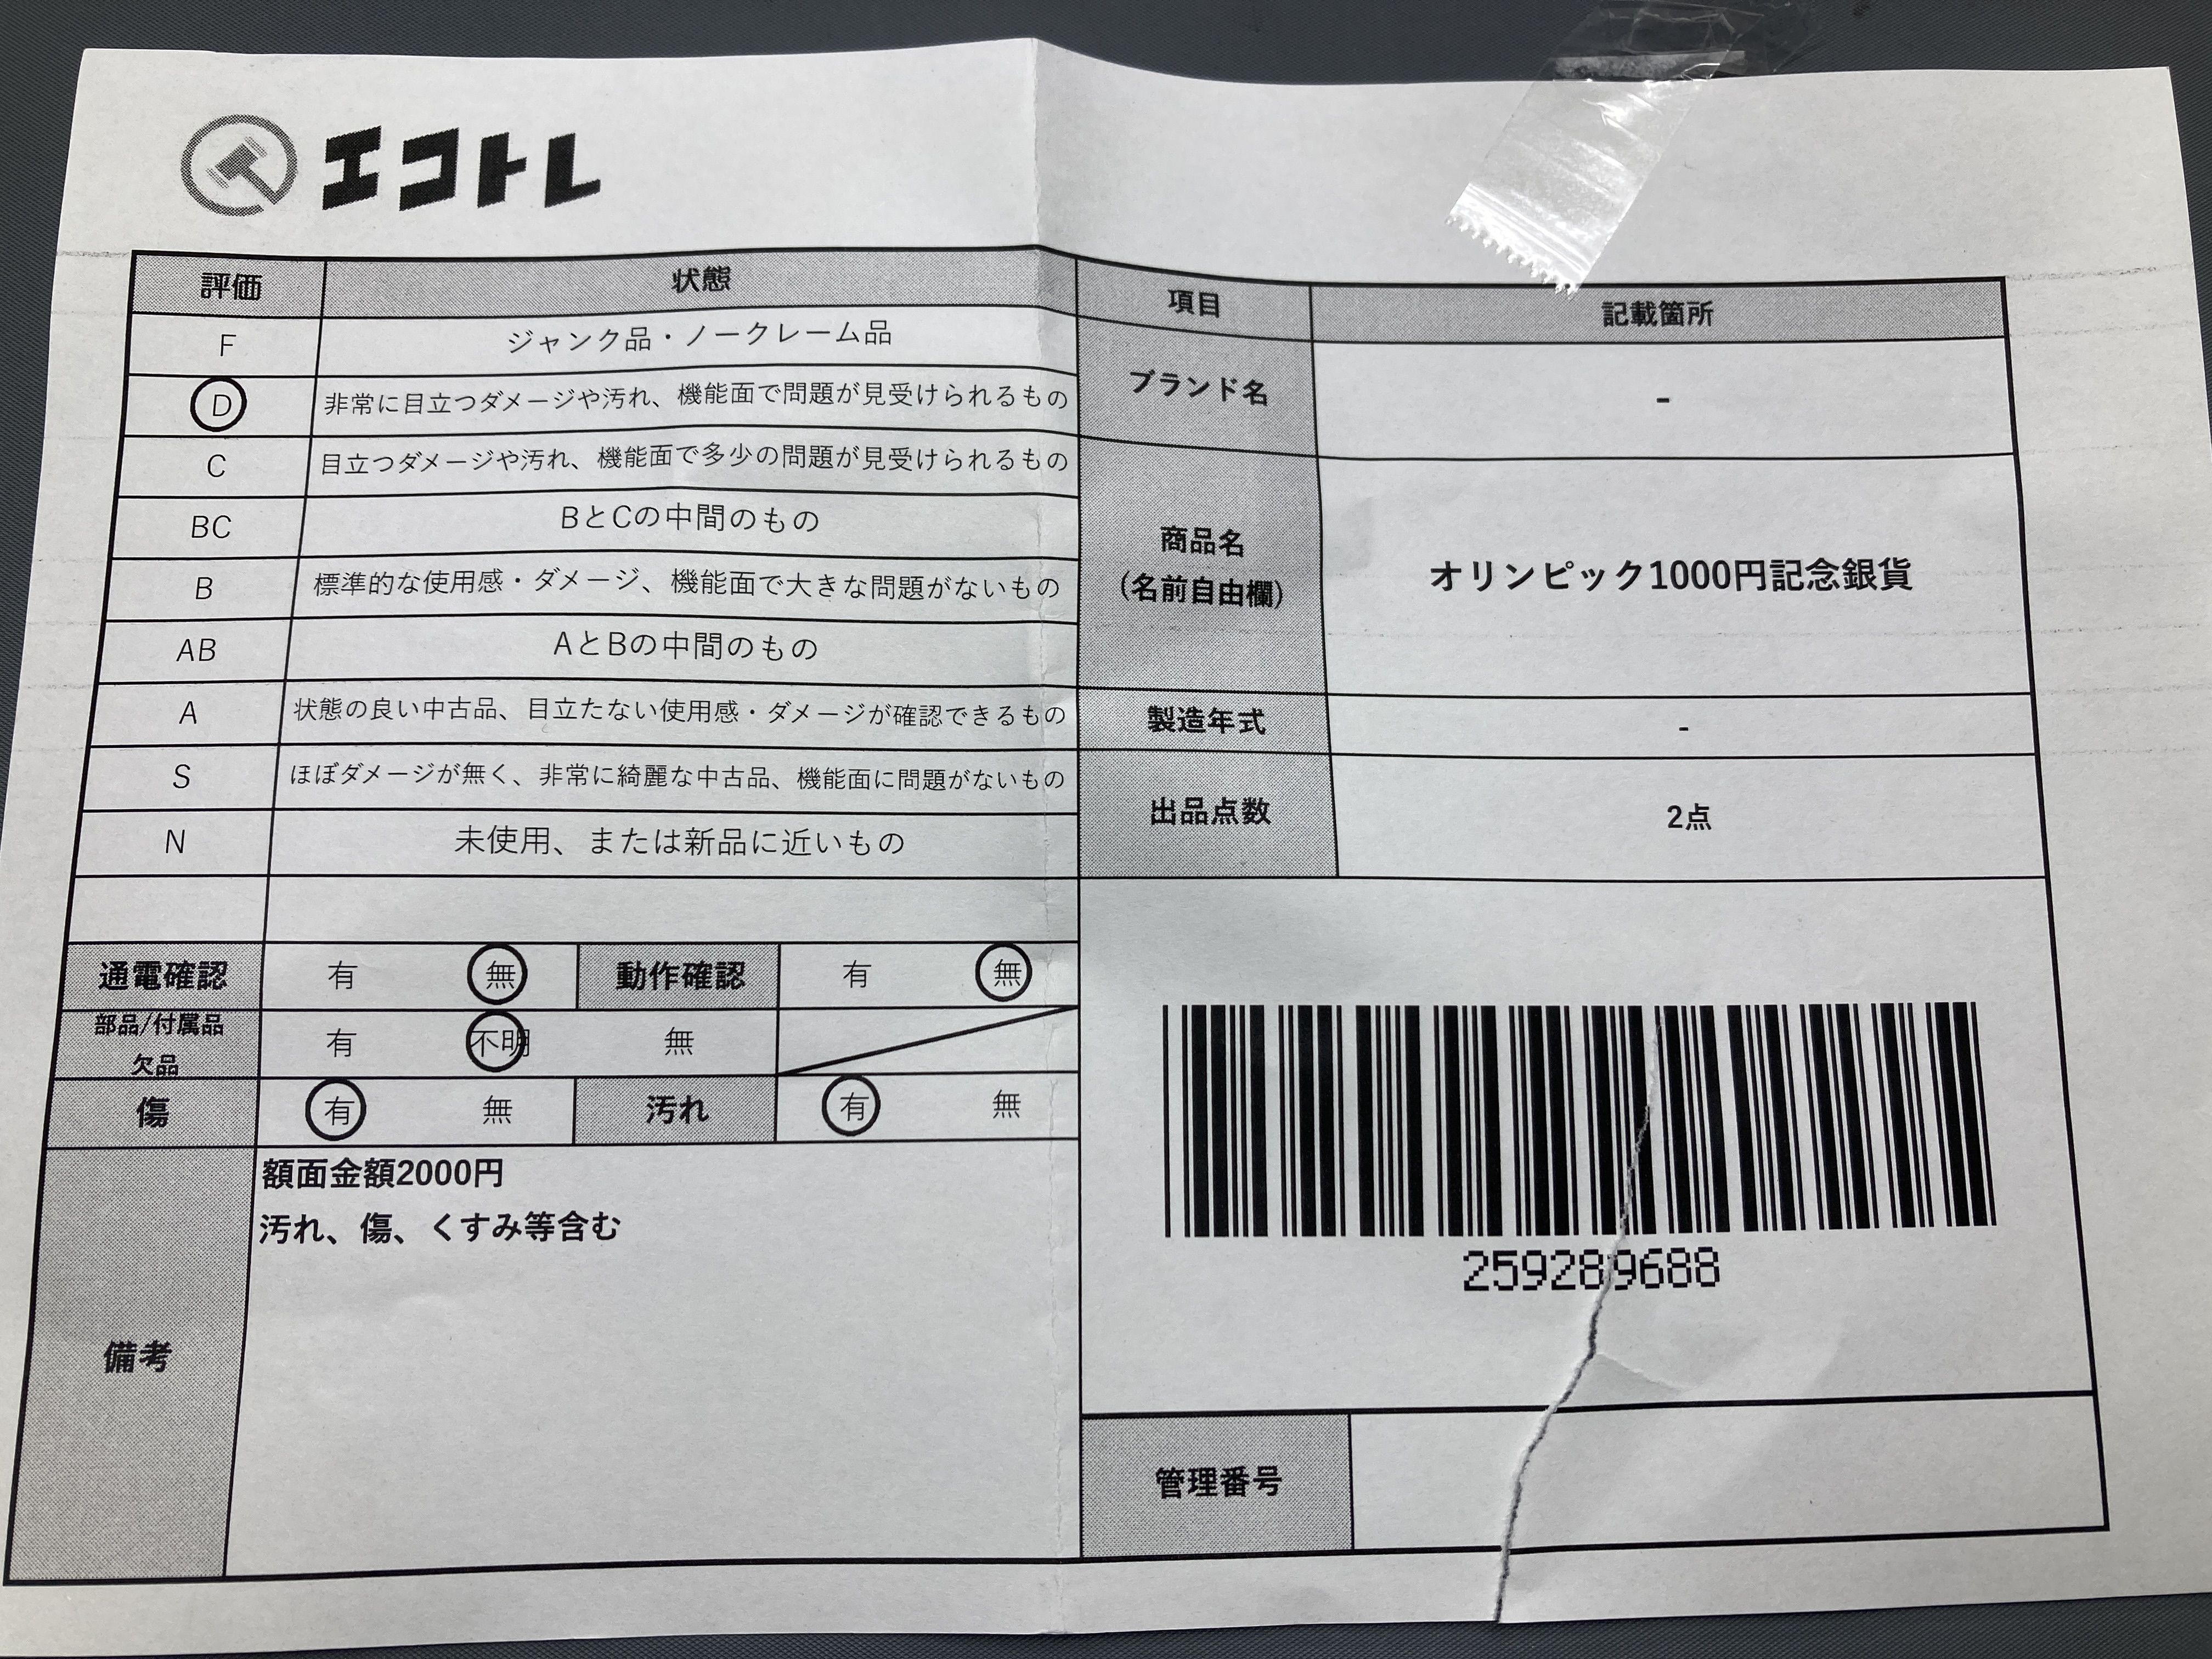 エコトレ
評価 状態
F ジャンク品・ノークレーム品
D 非常に目立つダメージや汚れ、機能面で問題が見受けられるもの
C 目立つダメージや汚れ、機能面で多少の問題が見受けられるもの
BC BとCの中間のもの
B 標準的な使用感・ダメージ、機能面で大きな問題がないもの
AB AとBの中間のもの
A 状態の良い中古品、目立たない使用感・ダメージが確認できるもの
S ほぼダメージが無く、非常に綺麗な中古品、機能面に問題がないもの
N 未使用、または新品に近いもの
通電確認 有 無 動作確認 有 無
部品/付属品
欠品
有 不明 無
傷 有 無 汚れ 有 無
備考
額面金額2000円
汚れ、傷、くすみ等含む
項目 記載箇所
ブランド名 -
商品名
(名前自由欄)
オリンピック1000円記念銀貨
製造年式 -
出品点数 2点
259289688
管理番号